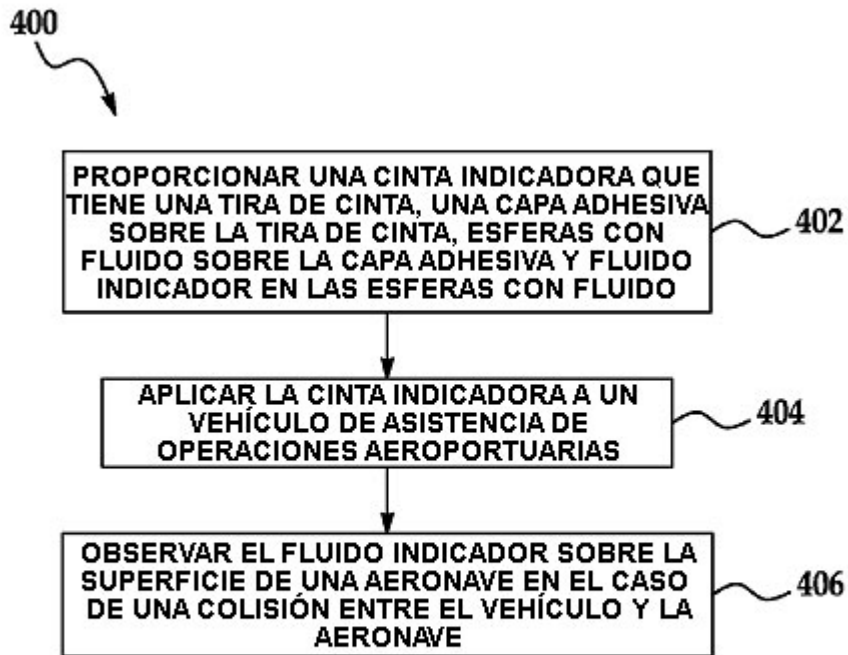 400
PROPORCIONAR UNA CINTA INDICADORA QUE
TIENE UNA TIRA DE CINTA, UNA CAPA ADHESIVA
SOBRE LA TIRA DE CINTA, ESFERAS CON
FLUIDO SOBRE LA CAPA ADHESIVA Y FLUIDO
INDICADOR EN LAS ESFERAS CON FLUIDO
402
APLICAR LA CINTA INDICADORA A UN
VEHÍCULO DE ASISTENCIA DE
OPERACIONES AEROPORTUARIAS
404
OBSERVAR EL FLUIDO INDICADOR SOBRE LA
SUPERFICIE DE UNA AERONAVE EN EL CASO
DE UNA COLISIÓN ENTRE EL VEHÍCULO Y LA
AERONAVE
406